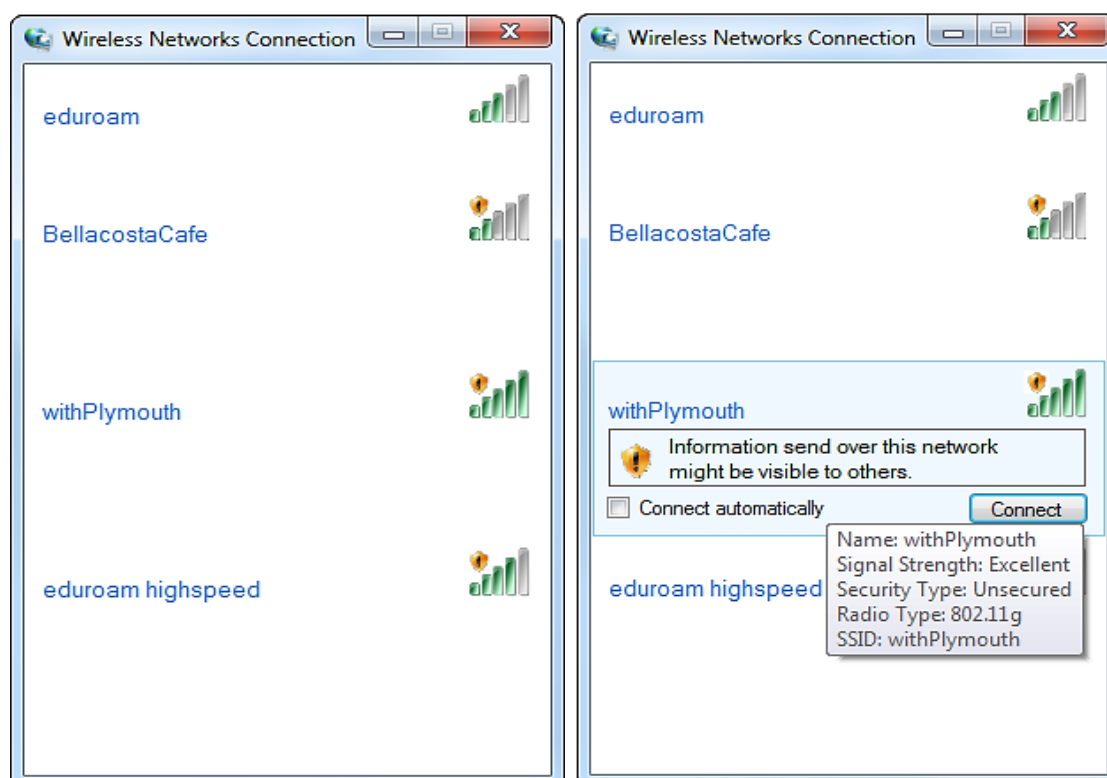 Wireless Networks Connection
eduroam
BellacostaCafe
withPlymouth
eduroam highspeed
Wireless Networks Connection
eduroam
BellacostaCafe
withPlymouth
Information send over this network
might be visible to others.
Connect automatically
Connect
Name: withPlymouth
Signal Strength: Excellent
Security Type: Unsecured
Radio Type: 802.11g
SSID: withPlymouth
eduroam highspeed